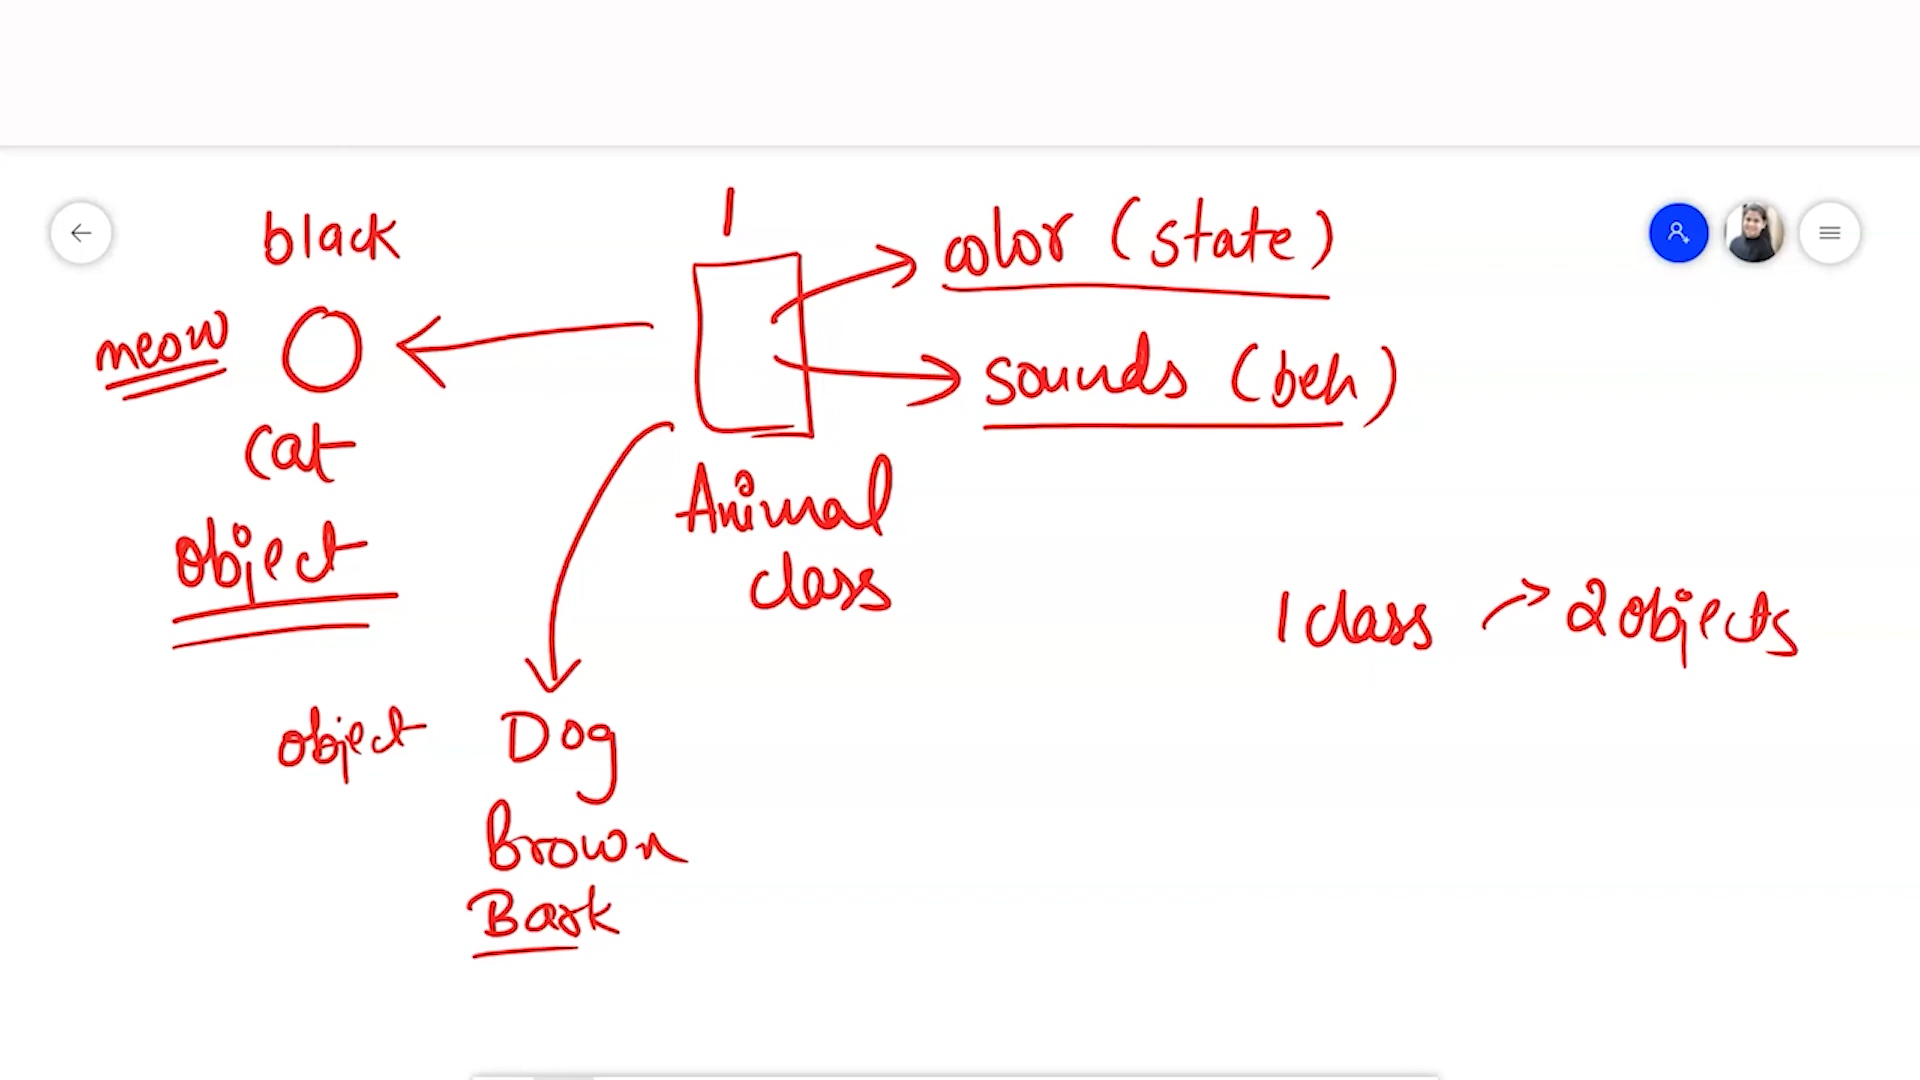 black
meow
cat
object
1
color (state)
sounds (beh)
Animal
class
1 class → 2 objects
object
Dog
Brown
Bark